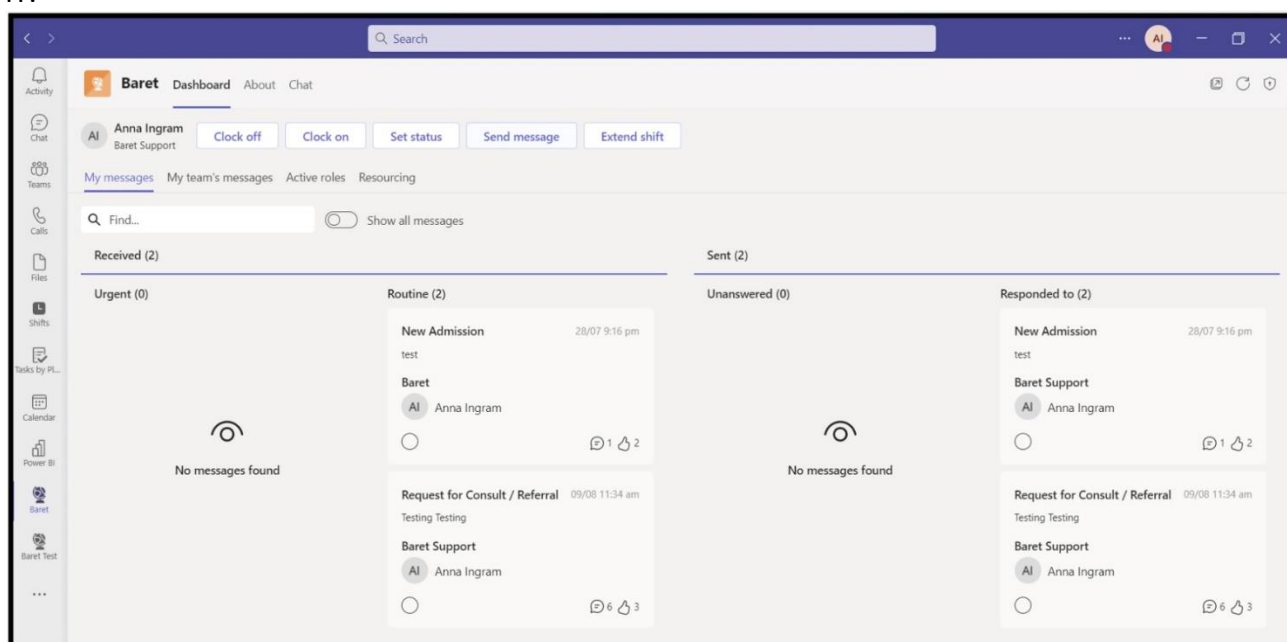 Search
AI
Activity
Chat
Teams
Calls
Files
Shifts
Tasks by Pl...
Calendar
Power BI
Baret
Baret Test
Baret Dashboard About Chat
AI Anna Ingram
Baret Support
Clock off Clock on Set status Send message Extend shift
My messages My team's messages Active roles Resourcing
Find... Show all messages
Received (2)
Urgent (0)
No messages found
Routine (2)
New Admission 28/07 9:16 pm
test
Baret
AI Anna Ingram
1 2
Request for Consult / Referral 09/08 11:34 am
Testing Testing
Baret Support
AI Anna Ingram
6 3
Sent (2)
Unanswered (0)
No messages found
Responded to (2)
New Admission 28/07 9:16 pm
test
Baret Support
AI Anna Ingram
1 2
Request for Consult / Referral 09/08 11:34 am
Testing Testing
Baret Support
AI Anna Ingram
6 3